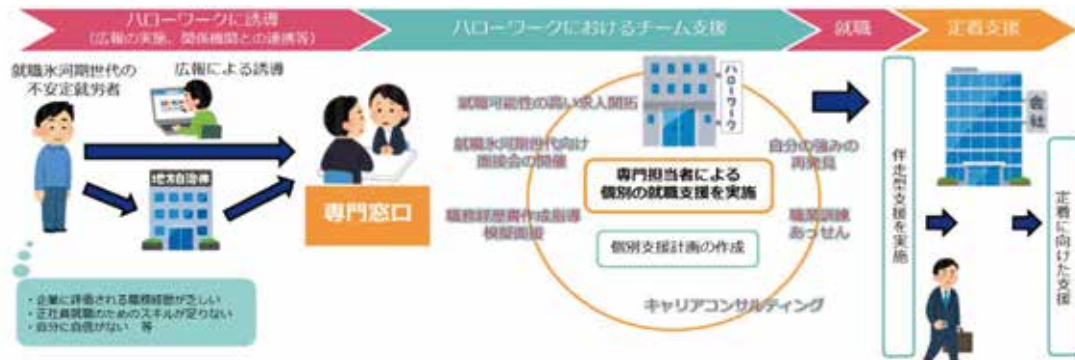 ハローワークに誘導
(広報の実施、関係機関との連携等)
ハローワークにおけるチーム支援
就職
定着支援
就職氷河期世代の
不安定就労者
広報による誘導
地方自治体
専門窓口
・企業に評価される職務経歴が乏しい
・正社員就職のためのスキルが足りない
・自分に自信がない 等
ハローワーク
就職可能性の高い求人開拓
就職氷河期世代向け
面接会の開催
職務経歴書作成指導
模擬面接
専門担当者による
個別の就職支援を実施
個別支援計画の作成
自分の強みの
再発見
職業訓練
あっせん
キャリアコンサルティング
伴走型支援を実施
会社
定着に向けた支援